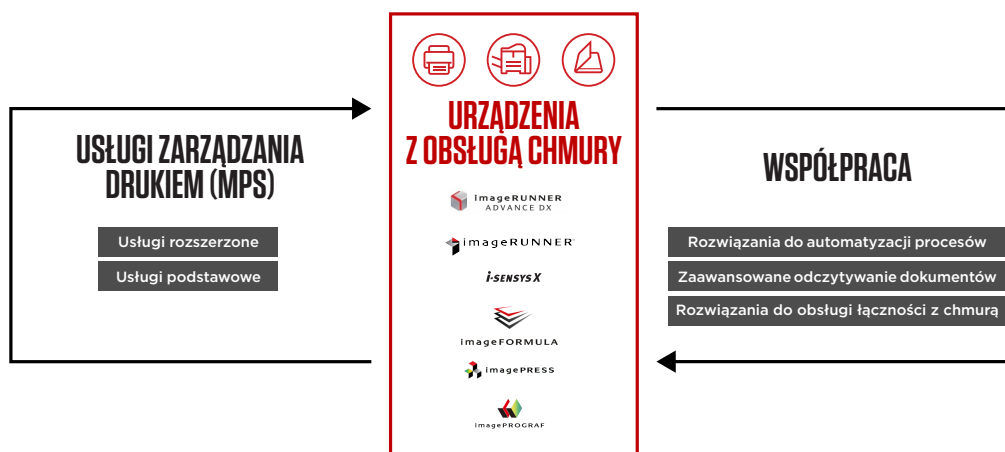 USŁUGI ZARZĄDZANIA
DRUKIEM (MPS)
Usługi rozszerzone
Usługi podstawowe
URZĄDZENIA
Z OBSŁUGĄ CHMURY
imageRUNNER
ADVANCE DX
imageRUNNER
i-SENSYS X
imageFORMULA
imagePRESS
imagePROGRAF
WSPÓŁPRACA
Rozwiązania do automatyzacji procesów
Zaawansowane odczytywanie dokumentów
Rozwiązania do obsługi łączności z chmurą